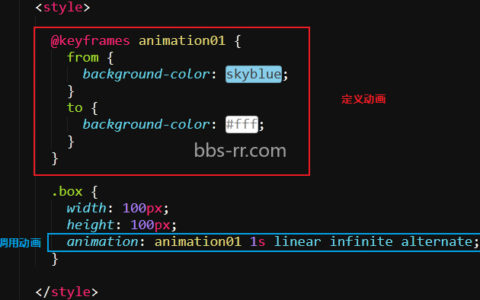 <style>
@keyframes animation01 {
from {
background-color: skyblue;
}
定义动画
to {
background-color: #fff;
}
}
bbs-rr.com
.box {
width: 100px;
height: 100px;
调用动画 animation: animation01 1s linear infinite alternate;
}
</style>